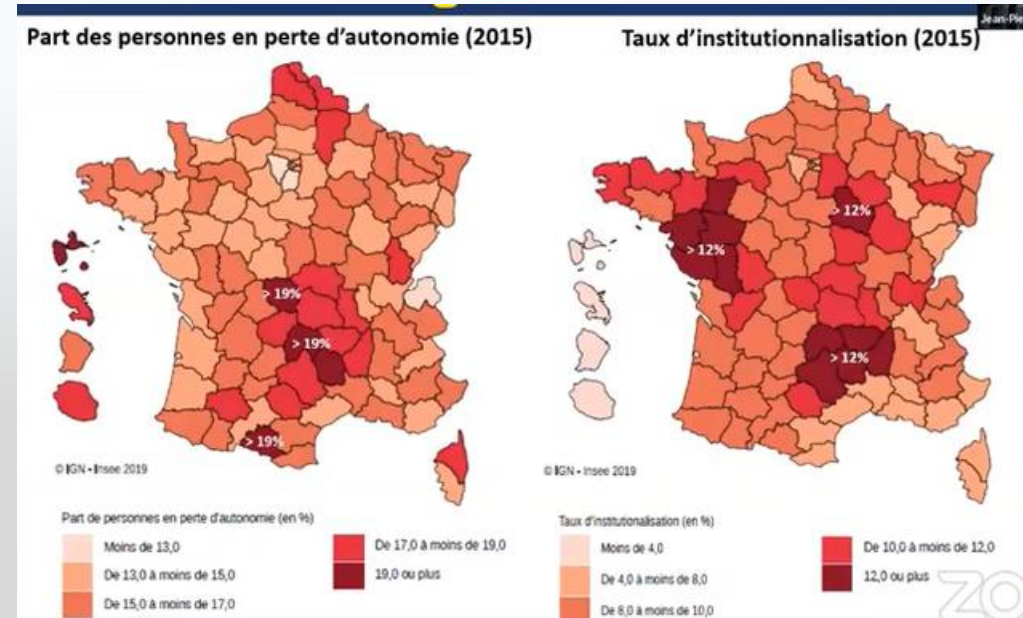 Part des personnes en perte d'autonomie (2015)
> 19%
> 19%
> 19%
© IGN - Insee 2019
Part de personnes en perte d'autonomie (en %)
Moins de 13,0
De 13,0 à moins de 15,0
De 15,0 à moins de 17,0
De 17,0 à moins de 19,0
19,0 ou plus
Taux d'institutionnalisation (2015)
> 12%
> 12%
> 12%
© IGN - Insee 2019
Taux d'institutionalisation (en %)
Moins de 4,0
De 4,0 à moins de 8,0
De 8,0 à moins de 10,0
De 10,0 à moins de 12,0
12,0 ou plus
Jean-Pie
ZO